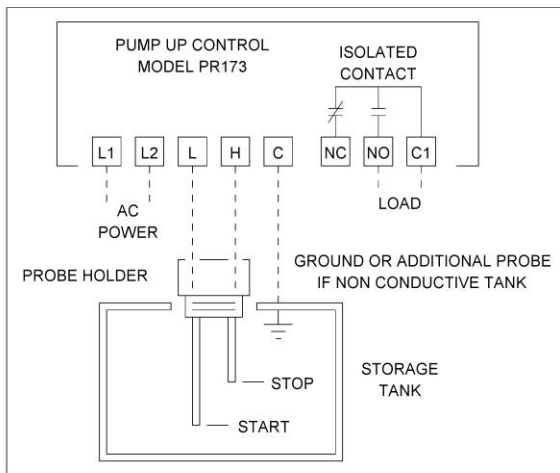 PUMP UP CONTROL
MODEL PR173
ISOLATED
CONTACT
L1 L2 L H C NC NO C1
AC
POWER
LOAD
PROBE HOLDER
GROUND OR ADDITIONAL PROBE
IF NON CONDUCTIVE TANK
STOP
START
STORAGE
TANK